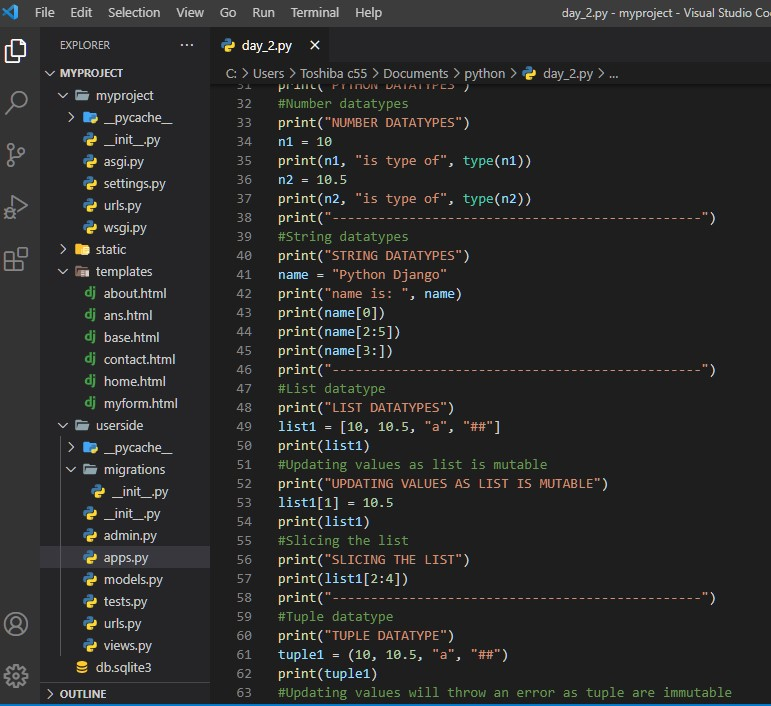 File Edit Selection View Go Run Terminal Help
day_2.py - myproject - Visual Studio Co
EXPLORER ...
MYPROJECT
myproject
__pycache__
__init__.py
asgi.py
settings.py
urls.py
wsgi.py
static
templates
dj about.html
dj ans.html
dj base.html
dj contact.html
dj home.html
dj myform.html
userside
__pycache__
migrations
__init__.py
__init__.py
admin.py
apps.py
models.py
tests.py
urls.py
views.py
db.sqlite3
OUTLINE
day_2.py ×
C: > Users > Toshiba c55 > Documents > python > day_2.py > ...
31 print("PYTHON DATATYPES")
32 #Number datatypes
33 print("NUMBER DATATYPES")
34 n1 = 10
35 print(n1, "is type of", type(n1))
36 n2 = 10.5
37 print(n2, "is type of", type(n2))
38 print("-------------------------------------------------")
39 #String datatypes
40 print("STRING DATATYPES")
41 name = "Python Django"
42 print("name is: ", name)
43 print(name[0])
44 print(name[2:5])
45 print(name[3:])
46 print("-------------------------------------------------")
47 #List datatype
48 print("LIST DATATYPES")
49 list1 = [10, 10.5, "a", "##"]
50 print(list1)
51 #Updating values as list is mutable
52 print("UPDATING VALUES AS LIST IS MUTABLE")
53 list1[1] = 10.5
54 print(list1)
55 #Slicing the list
56 print("SLICING THE LIST")
57 print(list1[2:4])
58 print("-------------------------------------------------")
59 #Tuple datatype
60 print("TUPLE DATATYPE")
61 tuple1 = (10, 10.5, "a", "##")
62 print(tuple1)
63 #Updating values will throw an error as tuple are immutable